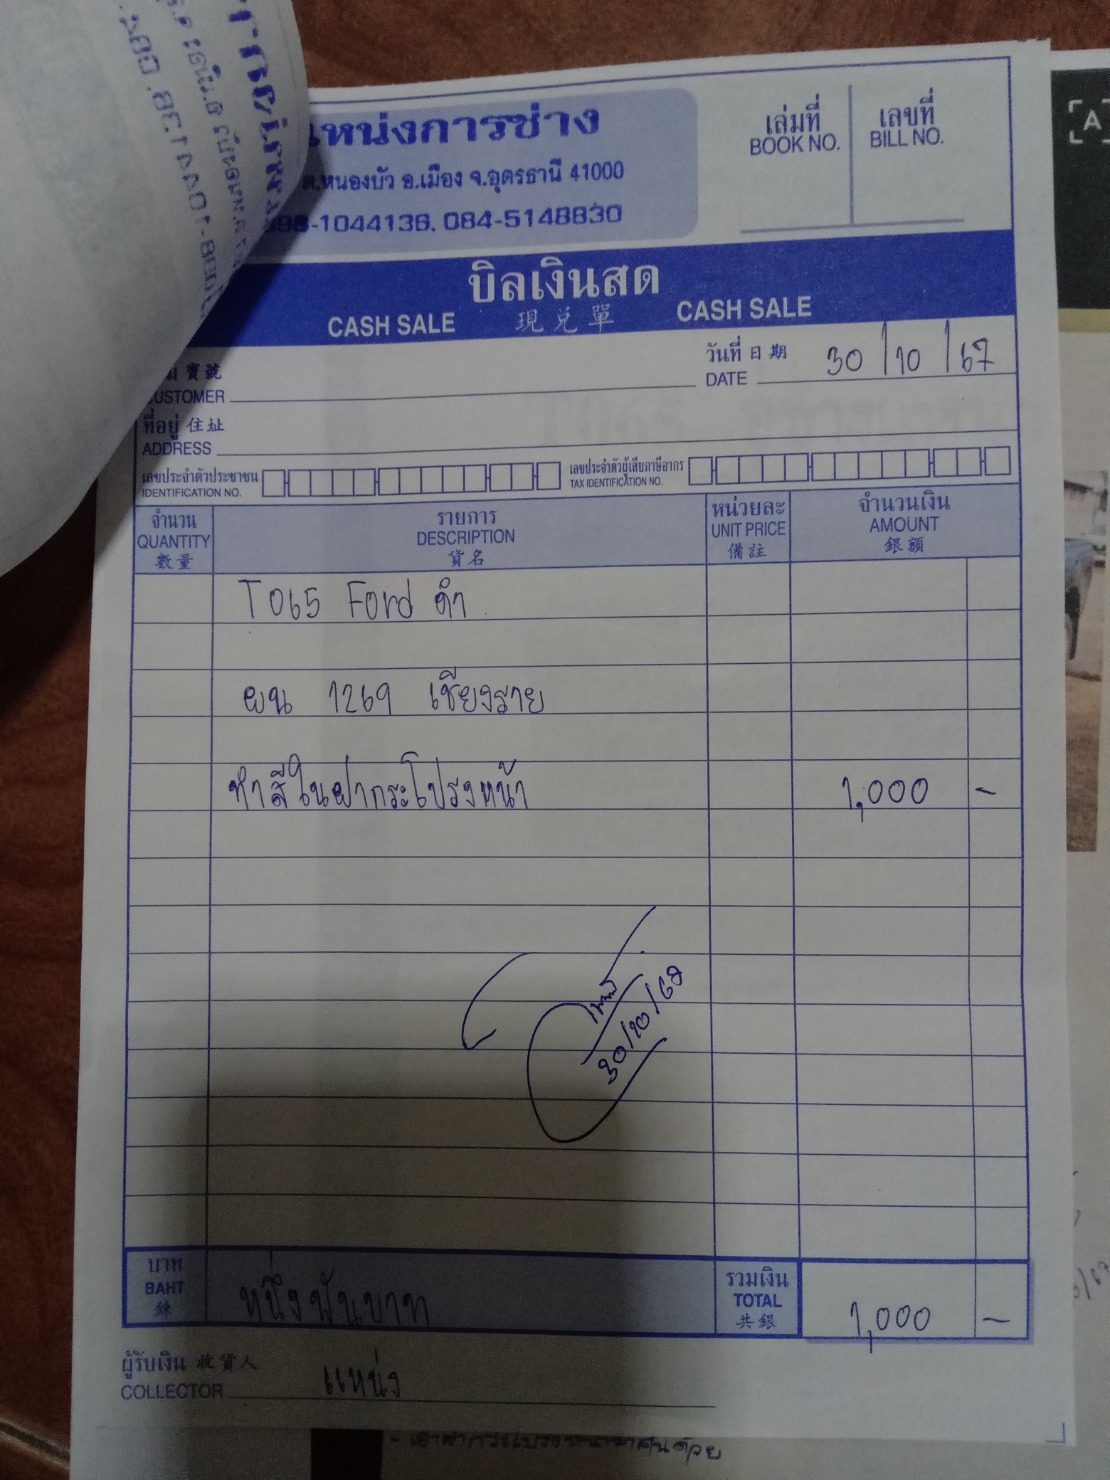 หน่งการช่าง
ต.หนองบัว อ.เมือง จ.อุดรธานี 41000
098-1044136, 084-5148830
เล่มที่
BOOK NO.
เลขที่
BILL NO.
บิลเงินสด
CASH SALE 現兌單 CASH SALE
寶號
CUSTOMER
วันที่ 日期 30/10/67
DATE
ที่อยู่ 住址
ADDRESS
เลขประจำตัวประชาชน
IDENTIFICATION NO.
เลขประจำตัวผู้เสียภาษีอากร
TAX IDENTIFICATION NO.
จำนวน
QUANTITY
數量
รายการ
DESCRIPTION
貨名
หน่วยละ
UNIT PRICE
備註
จำนวนเงิน
AMOUNT
銀額
T065 Ford ดำ
ผน 1269 เชียงราย
ทำสีในฝากระโปรงหน้า 1,000 -
30/10/67
บาท
BAHT
銖
หนึ่งพันบาท
รวมเงิน
TOTAL
共銀
1,000 -
ผู้รับเงิน 收貨人
COLLECTOR
แหน่ง